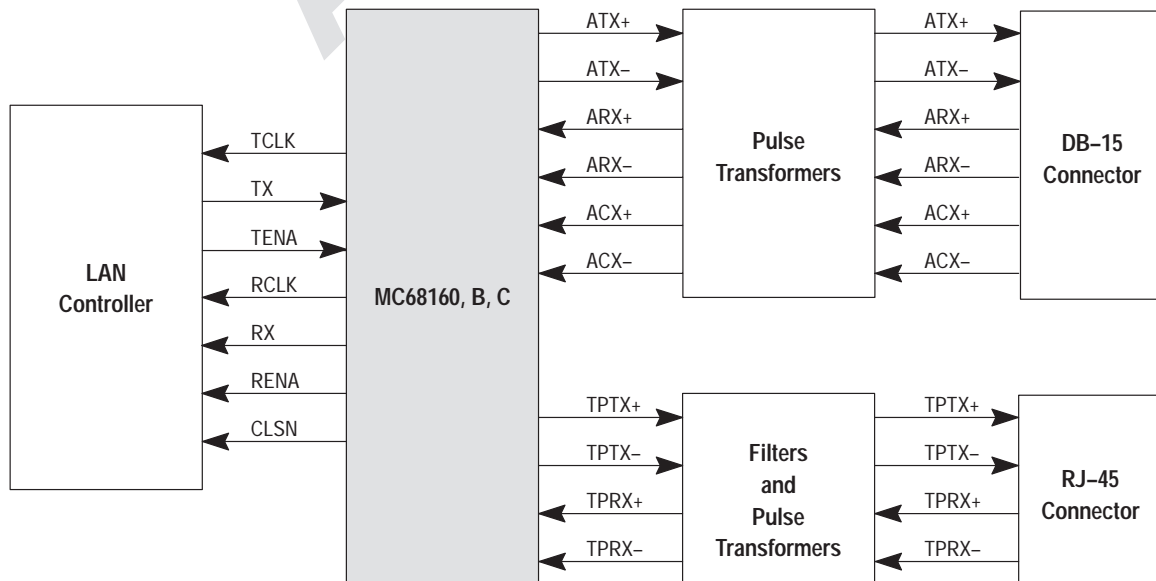 ATX+
ATX–
ARX+
ARX–
ACX+
ACX–
Pulse
Transformers
ATX+
ATX–
ARX+
ARX–
ACX+
ACX–
DB–15
Connector
LAN
Controller
TCLK
TX
TENA
RCLK
RX
RENA
CLSN
MC68160, B, C
TPTX+
TPTX–
TPRX+
TPRX–
Filters
and
Pulse
Transformers
TPTX+
TPTX–
TPRX+
TPRX–
RJ–45
Connector